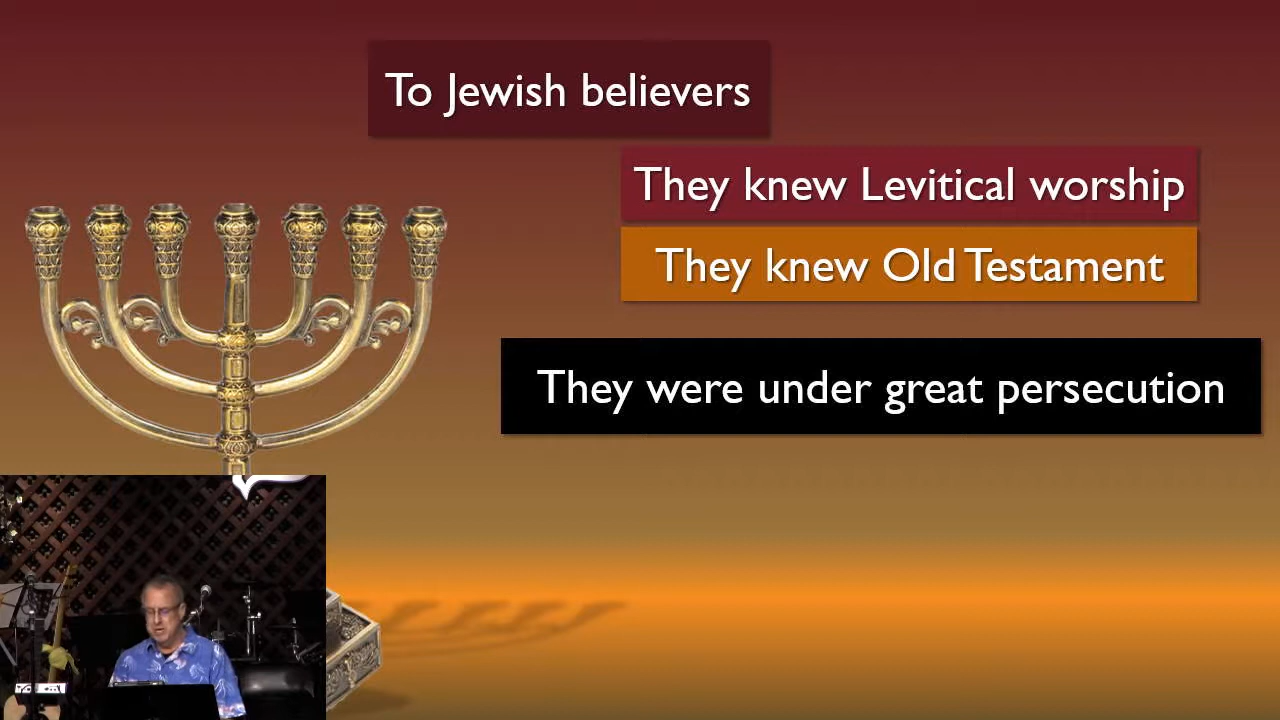 To Jewish believers
They knew Levitical worship
They knew Old Testament
They were under great persecution